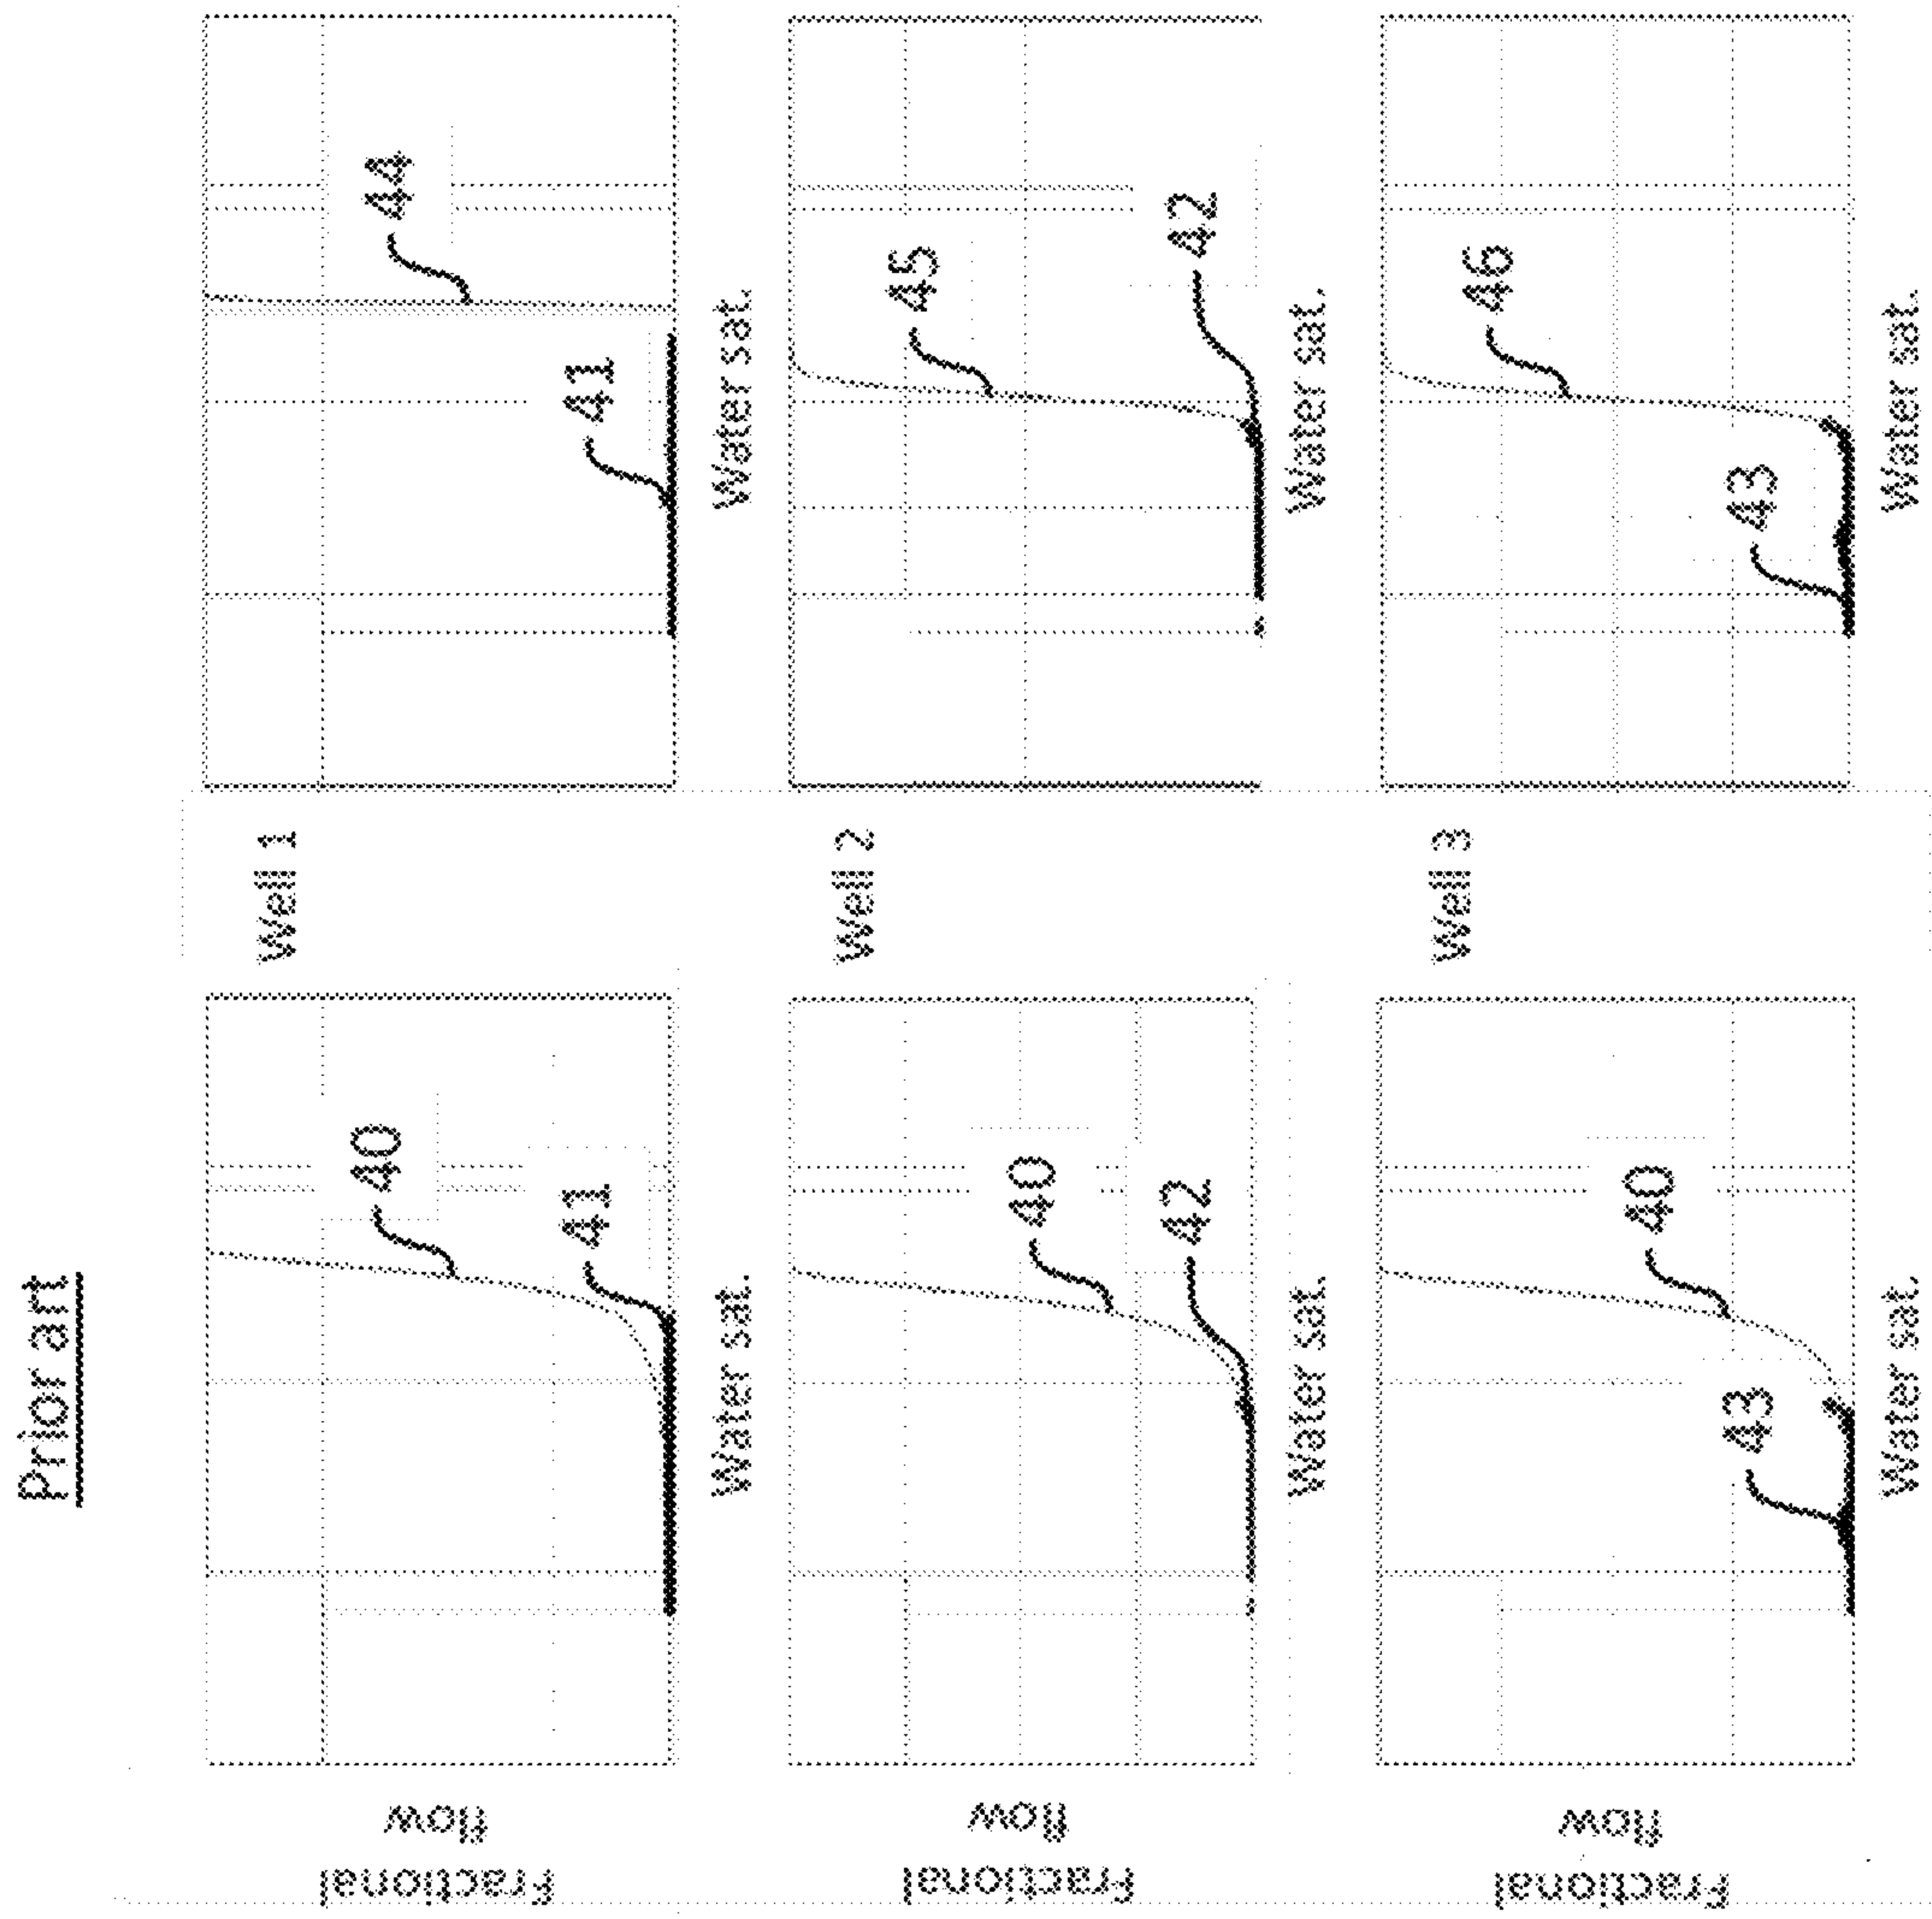 Prior art
Fractional
flow
40
41
Water sat.
Well 1
44
41
Water sat.
Fractional
flow
40
42
Water sat.
Well 2
45
42
Water sat.
Fractional
flow
40
43
Water sat.
Well 3
46
43
Water sat.